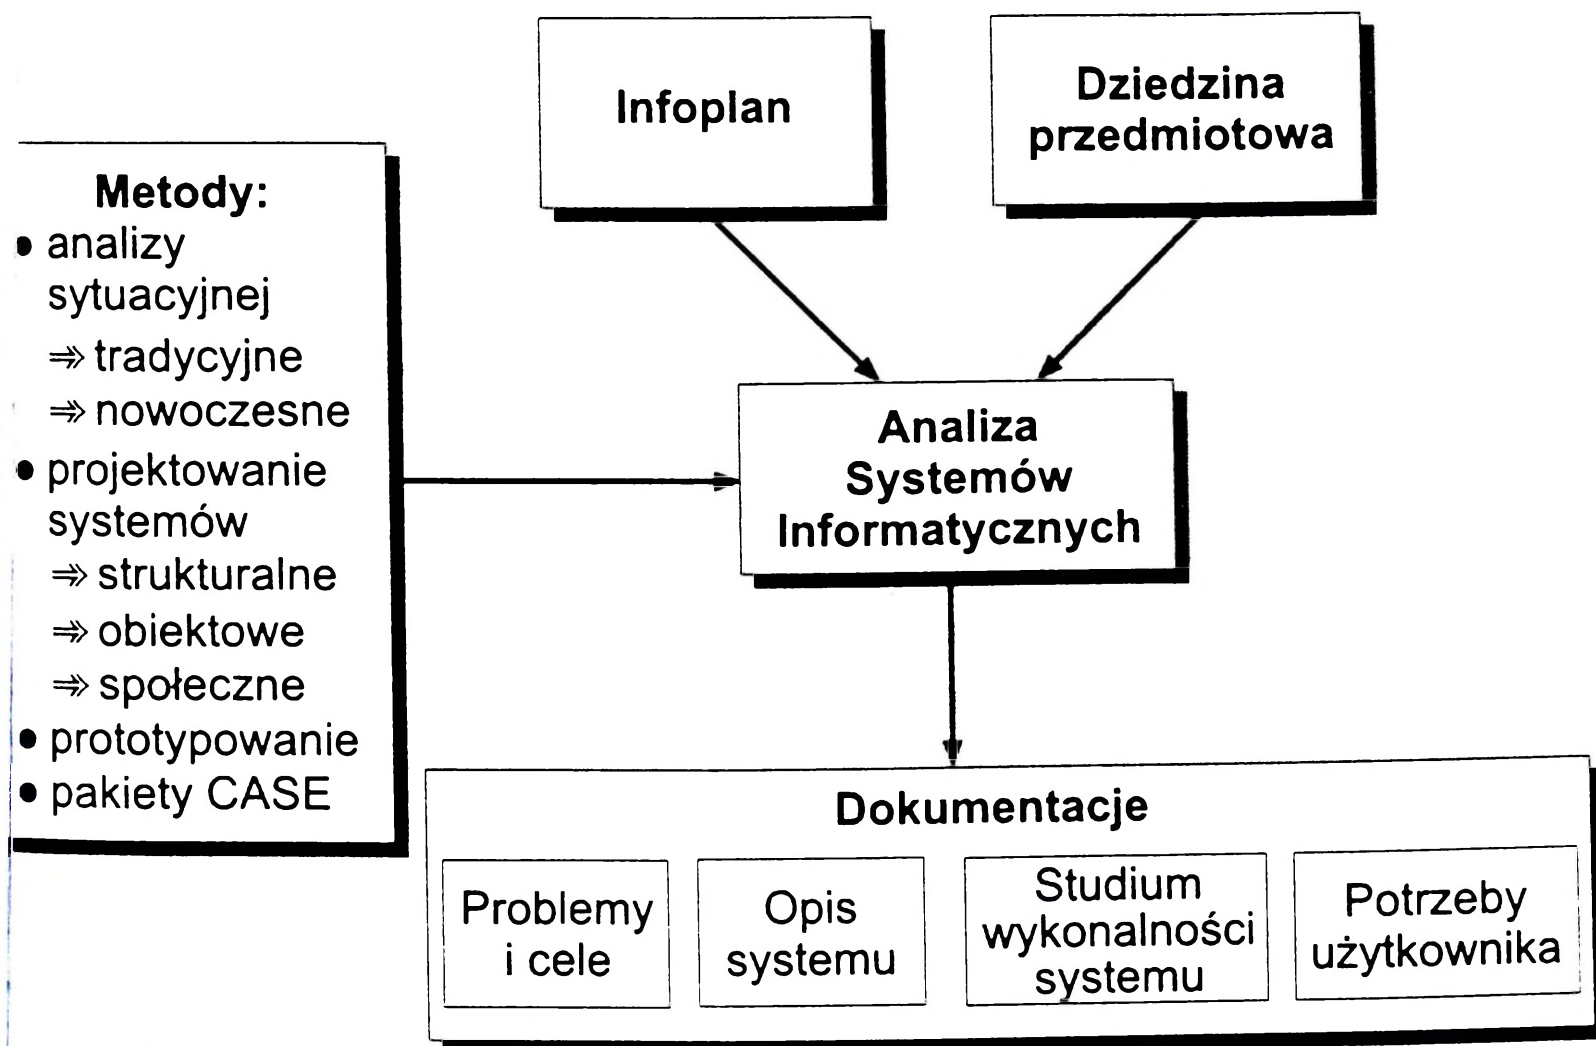 Infoplan
Dziedzina
przedmiotowa
Metody:
• analizy
sytuacyjnej
⇒ tradycyjne
⇒ nowoczesne
• projektowanie
systemów
⇒ strukturalne
⇒ obiektowe
⇒ społeczne
• prototypowanie
• pakiety CASE
Analiza
Systemów
Informatycznych
Dokumentacje
Problemy
i cele
Opis
systemu
Studium
wykonalności
systemu
Potrzeby
użytkownika